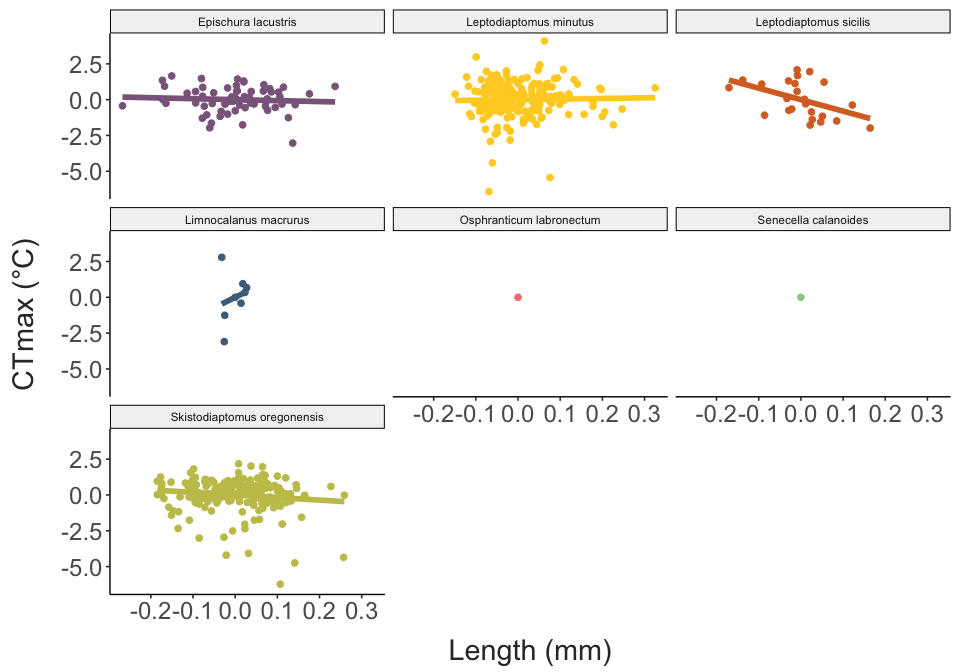 Epischura lacustris Leptodiaptomus minutus Leptodiaptomus sicilis
2.5
0.0
-2.5
-5.0
Limnocalanus macrurus Osphranticum labronectum Senecella calanoides
2.5
0.0
-2.5
-5.0
-0.2 -0.1 0.0 0.1 0.2 0.3 -0.2 -0.1 0.0 0.1 0.2 0.3
Skistodiaptomus oregonensis
2.5
0.0
-2.5
-5.0
-0.2 -0.1 0.0 0.1 0.2 0.3
CTmax (°C)
Length (mm)